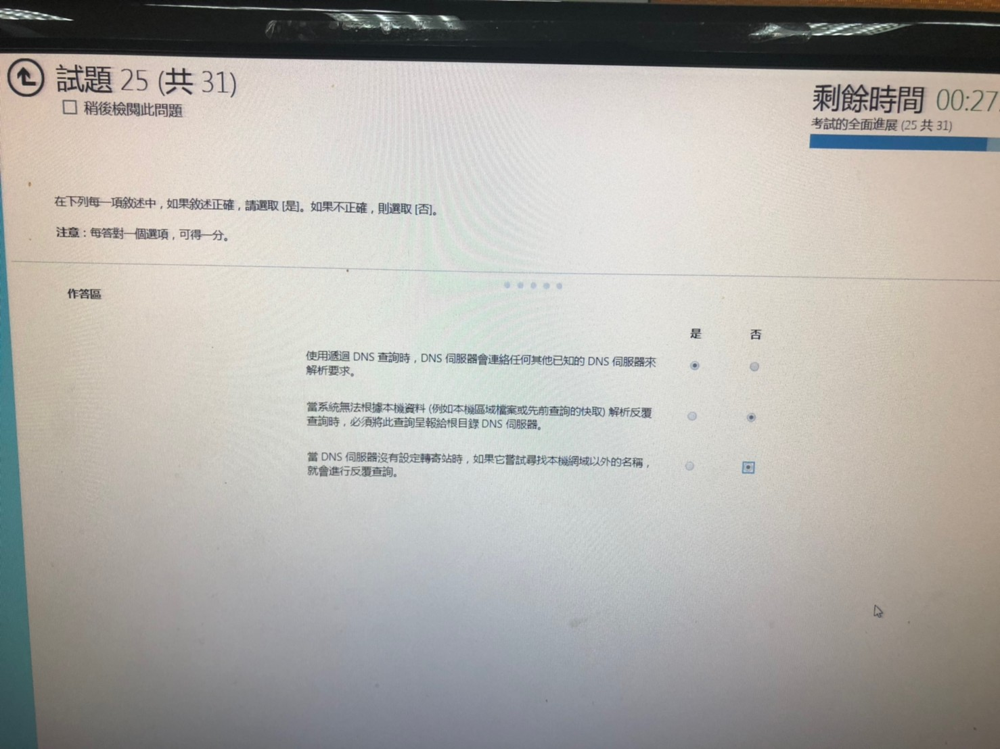 試題 25 (共 31)
稍後檢閱此問題
剩餘時間 00:27
考試的全面進展 (25 共 31)
在下列每一項敘述中，如果敘述正確，請選取 [是]。如果不正確，則選取 [否]。
注意：每答對一個選項，可得一分。
作答區
是 否
使用遞迴 DNS 查詢時，DNS 伺服器會連絡任何其他已知的 DNS 伺服器來
解析要求。
當系統無法根據本機資料 (例如本機區域檔案或先前查詢的快取) 解析反覆
查詢時，必須將此查詢呈報給根目錄 DNS 伺服器。
當 DNS 伺服器沒有設定轉寄站時，如果它嘗試尋找本機網域以外的名稱，
就會進行反覆查詢。